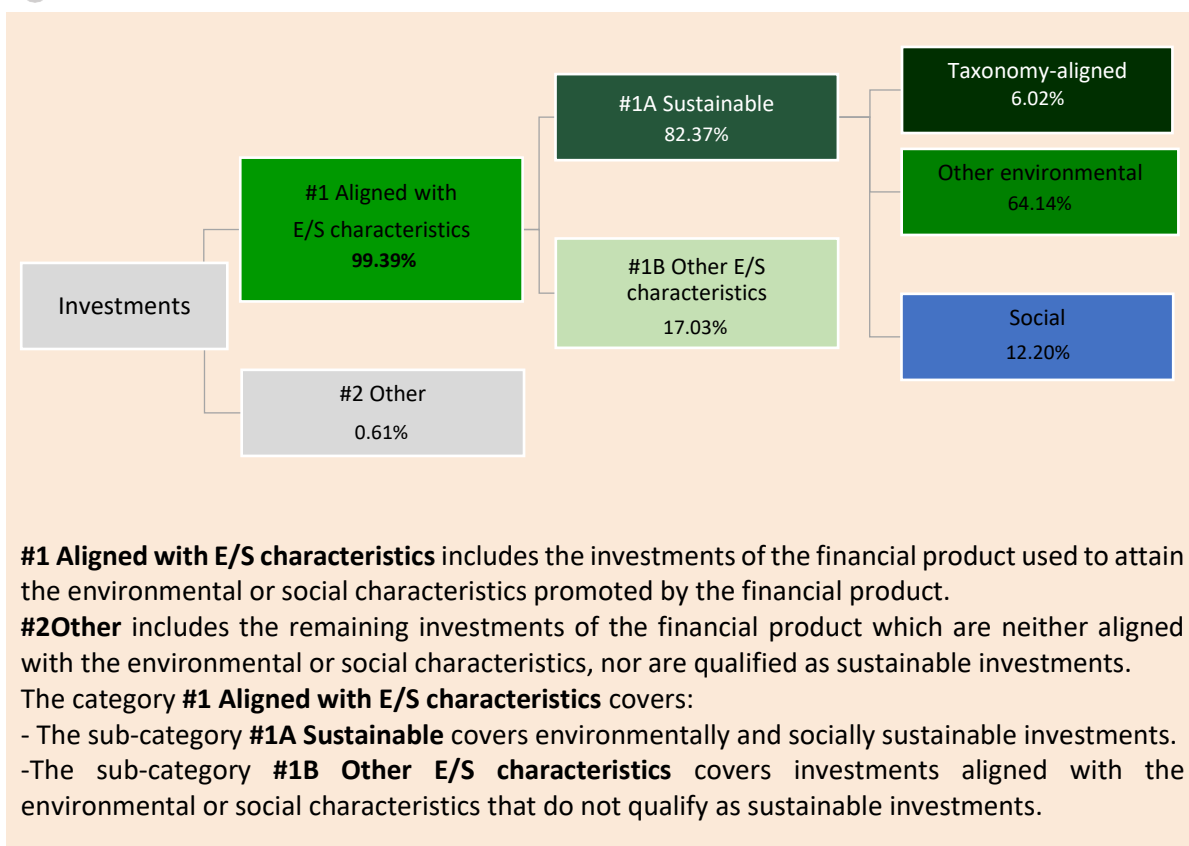 Investments
#1 Aligned with
E/S characteristics
99.39%
#2 Other
0.61%
#1A Sustainable
82.37%
#1B Other E/S
characteristics
17.03%
Taxonomy-aligned
6.02%
Other environmental
64.14%
Social
12.20%
#1 Aligned with E/S characteristics includes the investments of the financial product used to attain
the environmental or social characteristics promoted by the financial product.
#2Other includes the remaining investments of the financial product which are neither aligned
with the environmental or social characteristics, nor are qualified as sustainable investments.
The category #1 Aligned with E/S characteristics covers:
- The sub-category #1A Sustainable covers environmentally and socially sustainable investments.
-The sub-category #1B Other E/S characteristics covers investments aligned with the
environmental or social characteristics that do not qualify as sustainable investments.